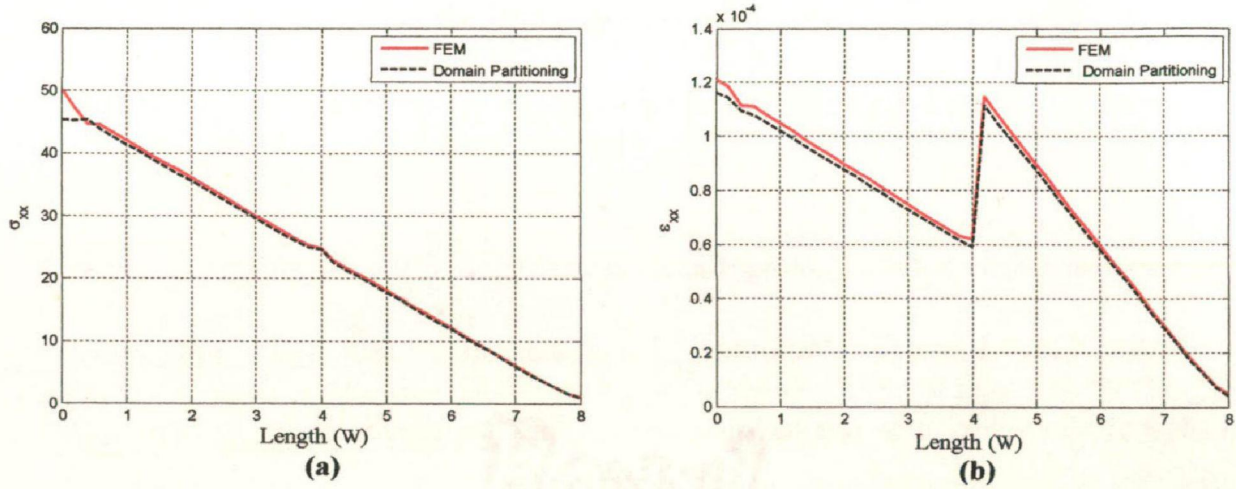 60
50
40
30
20
10
0
σxx
0 1 2 3 4 5 6 7 8
Length (W)
FEM
Domain Partitioning
(a)
x 10⁻⁴
1.4
1.2
1
0.8
0.6
0.4
0.2
0
εxx
0 1 2 3 4 5 6 7 8
Length (W)
FEM
Domain Partitioning
(b)